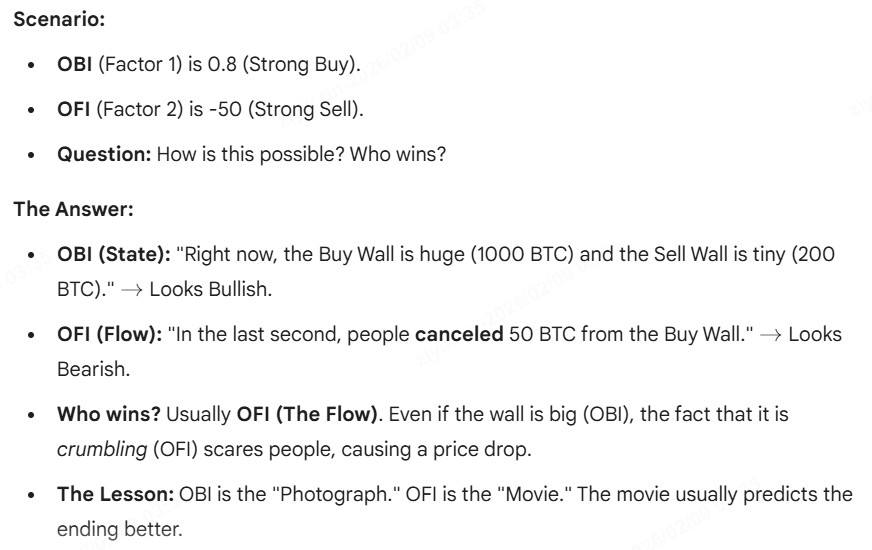 Scenario:
• OBI (Factor 1) is 0.8 (Strong Buy).
• OFI (Factor 2) is -50 (Strong Sell).
• Question: How is this possible? Who wins?
The Answer:
• OBI (State): "Right now, the Buy Wall is huge (1000 BTC) and the Sell Wall is tiny (200
BTC)." → Looks Bullish.
• OFI (Flow): "In the last second, people canceled 50 BTC from the Buy Wall." → Looks
Bearish.
• Who wins? Usually OFI (The Flow). Even if the wall is big (OBI), the fact that it is
crumbling (OFI) scares people, causing a price drop.
• The Lesson: OBI is the "Photograph." OFI is the "Movie." The movie usually predicts the
ending better.